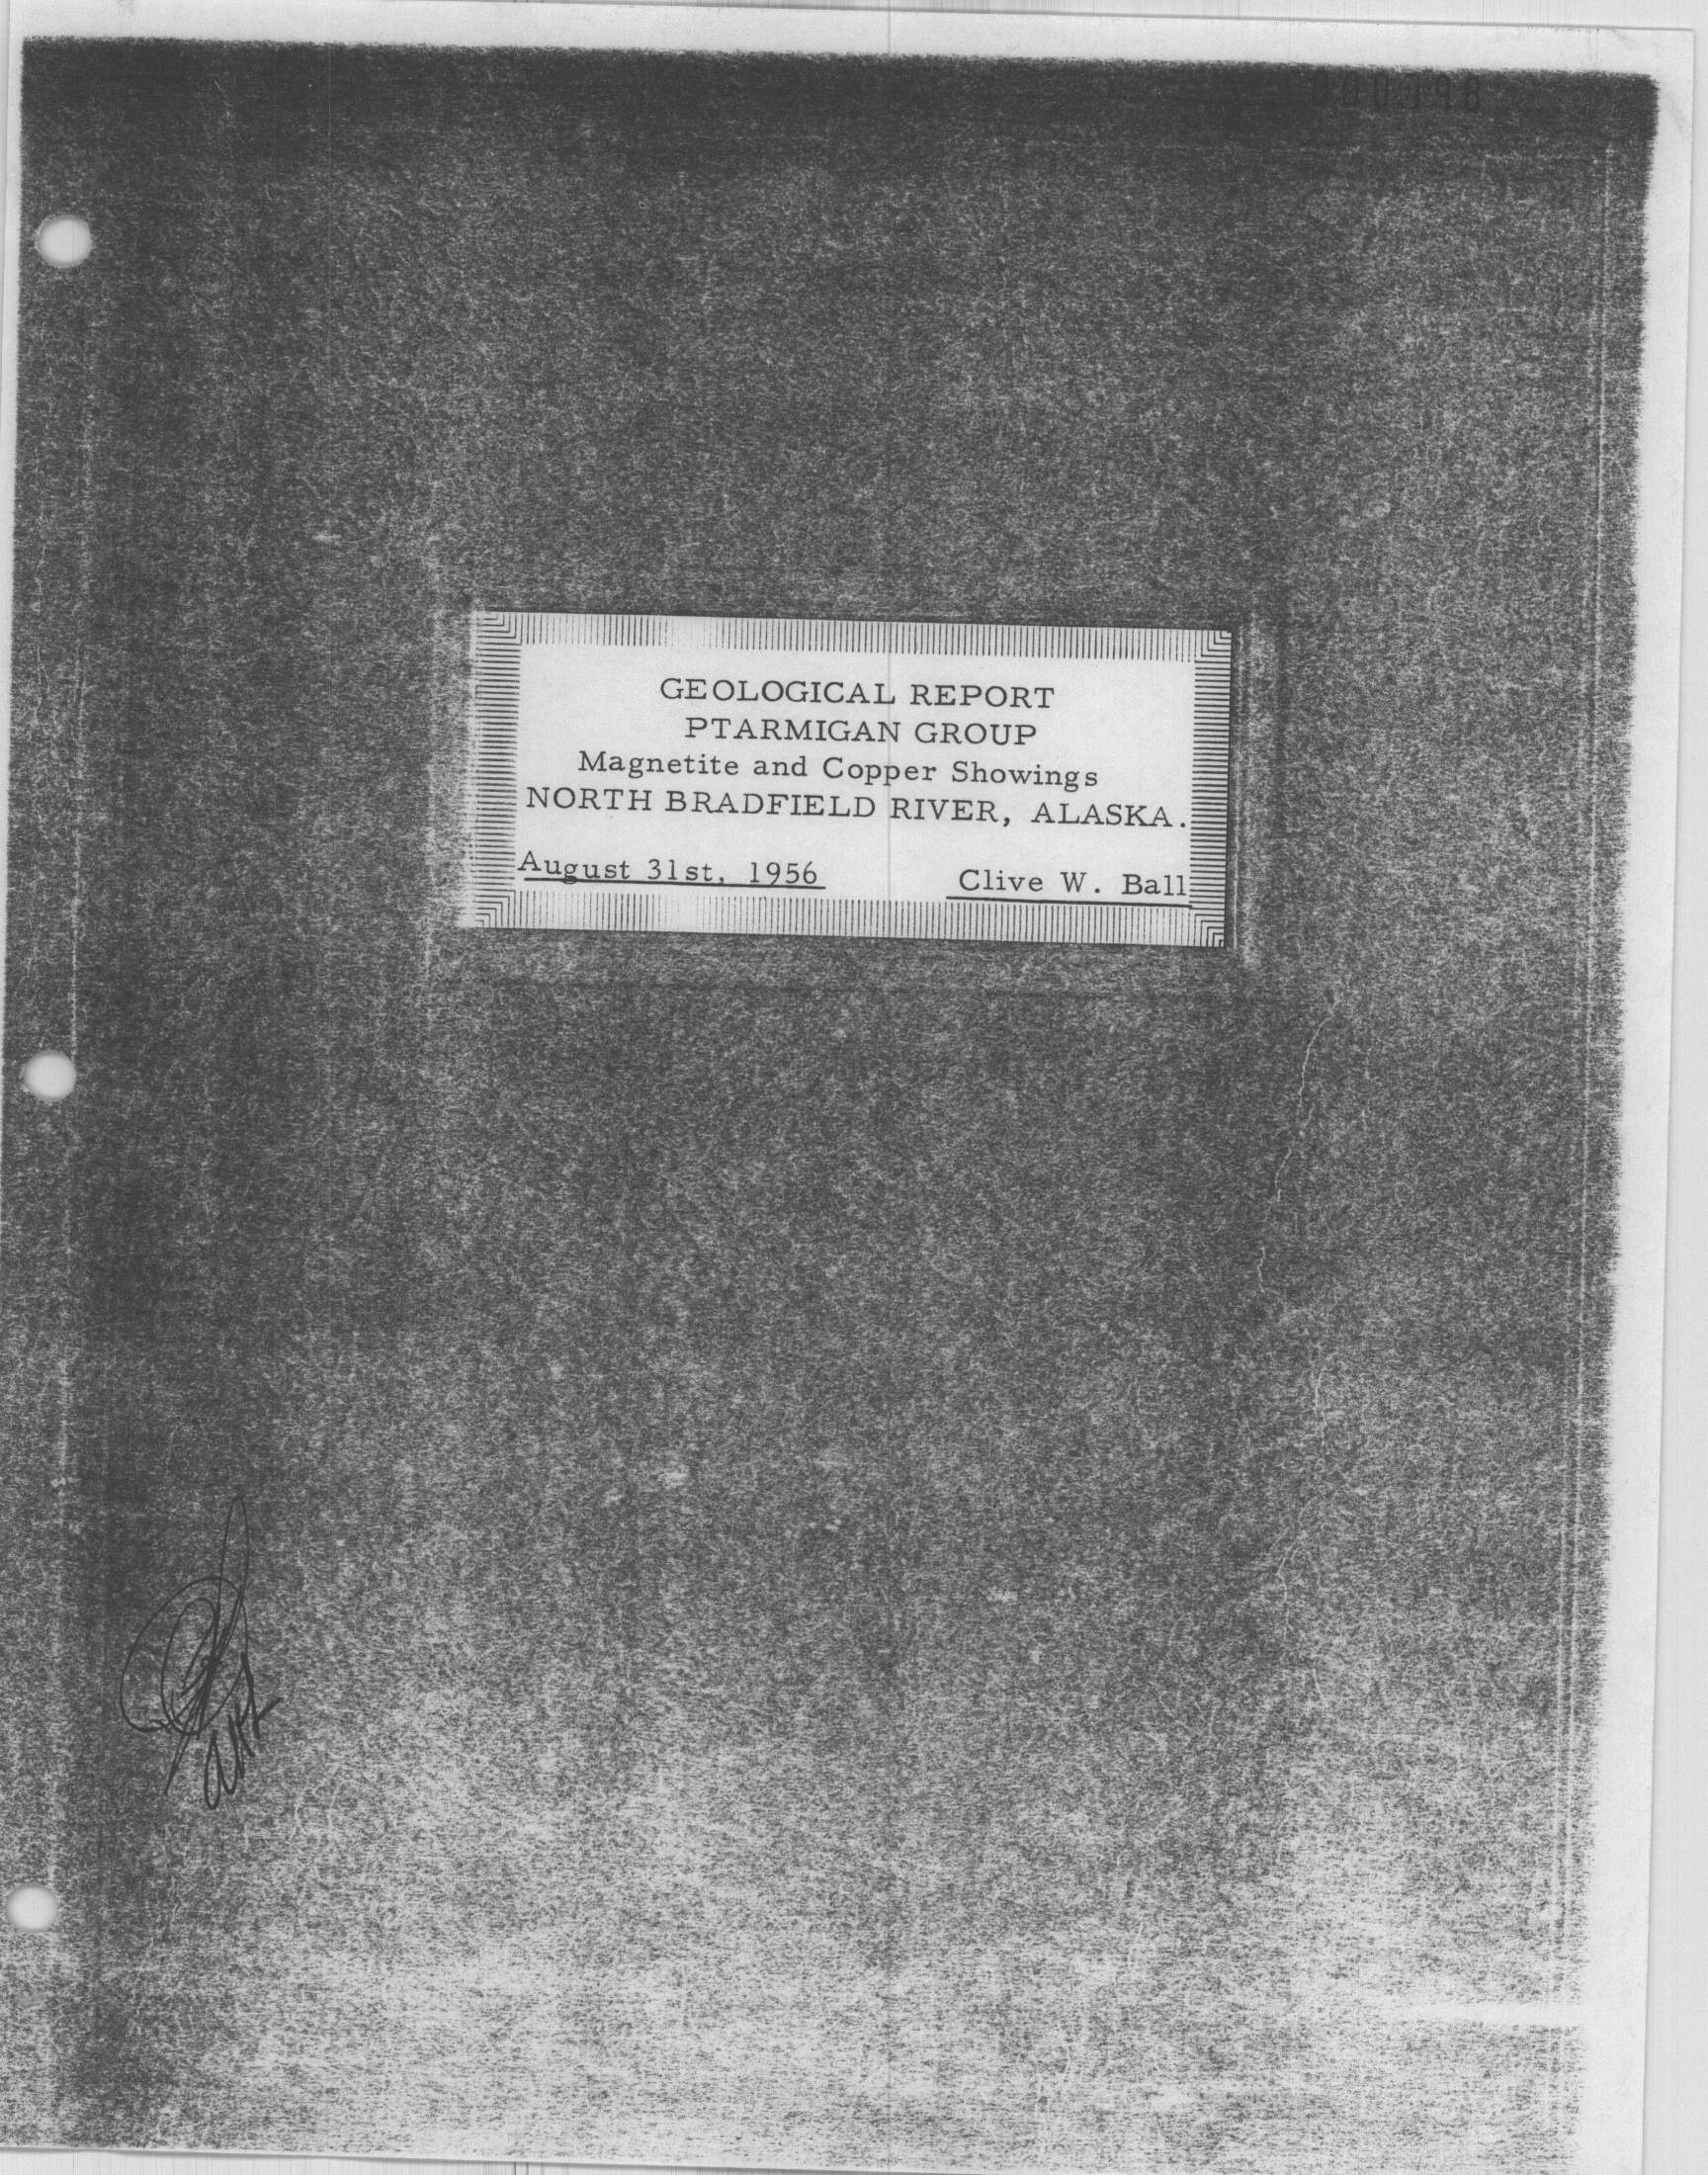 GEOLOGICAL REPORT
PTARMIGAN GROUP
Magnetite and Copper Showings
NORTH BRADFIELD RIVER, ALASKA.
August 31st, 1956 Clive W. Ball